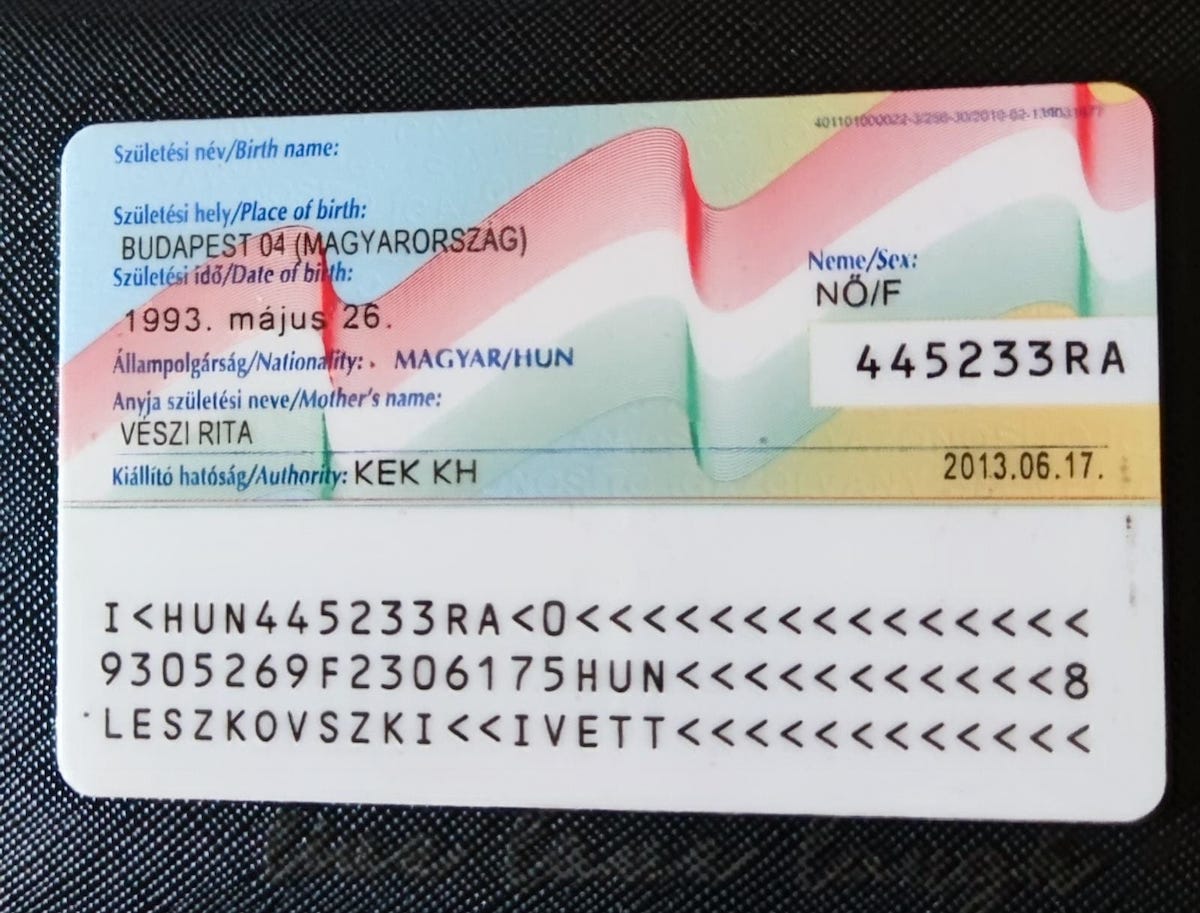 Születési név/Birth name:
Születési hely/Place of birth:
BUDAPEST 04 (MAGYARORSZÁG)
Születési idő/Date of birth:
1993. május 26.
Neme/Sex:
NŐ/F
445233RA
Állampolgárság/Nationality: MAGYAR/HUN
Anyja születési neve/Mother's name:
VÉSZI RITA
Kiállító hatóság/Authority: KEK KH
2013.06.17.
I<HUN445233RA<0<<<<<<<<<<<<<<<
9305269F2306175HUN<<<<<<<<<<<8
LESZKOVSZKI<<IVETT<<<<<<<<<<<<